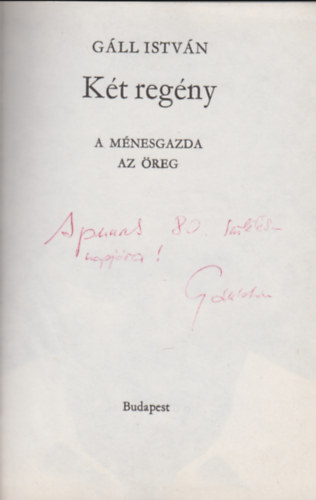 GÁLL ISTVÁN
Két regény
A MÉNESGAZDA
AZ ÖREG
Apunak 80. születés-
napjára!
Budapest